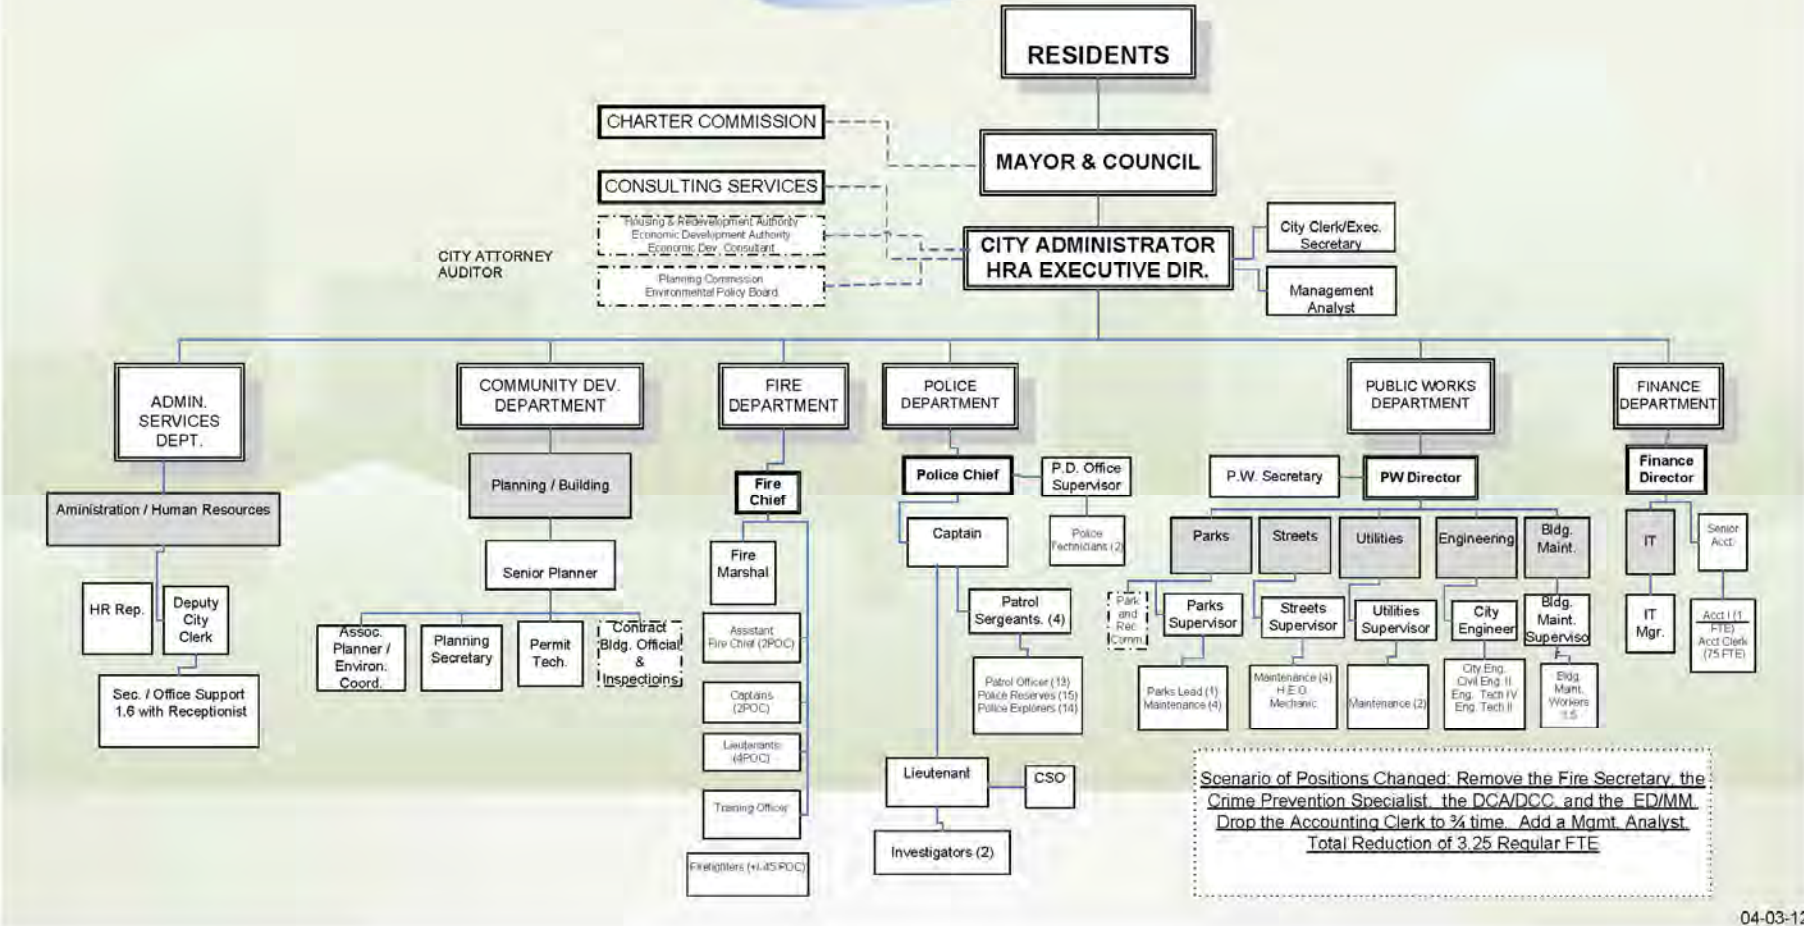 RESIDENTS
CHARTER COMMISSION
MAYOR & COUNCIL
CONSULTING SERVICES
Housing & Redevelopment Authority
Economic Development Authority
Economic Dev. Consultant
CITY ATTORNEY
AUDITOR
Planning Commission
Environmental Policy Board
CITY ADMINISTRATOR
HRA EXECUTIVE DIR.
City Clerk/Exec.
Secretary
Management
Analyst
ADMIN.
SERVICES
DEPT.
COMMUNITY DEV.
DEPARTMENT
FIRE
DEPARTMENT
POLICE
DEPARTMENT
PUBLIC WORKS
DEPARTMENT
FINANCE
DEPARTMENT
Aministration / Human Resources
HR Rep.
Deputy
City
Clerk
Sec. / Office Support
1.6 with Receptionist
Planning / Building
Senior Planner
Assoc.
Planner /
Environ.
Coord.
Planning
Secretary
Permit
Tech.
Contract
Bldg. Official
&
Inspections
Fire
Chief
Fire
Marshal
Assistant
Fire Chief (2POC)
Captains
(2POC)
Lieutenants
(4POC)
Training Officer
Firefighters (+/-45 POC)
Police Chief
P.D. Office
Supervisor
Police
Technicians (2)
Captain
Patrol
Sergeants. (4)
Patrol Officer (13)
Police Reserves (15)
Police Explorers (14)
Lieutenant
CSO
Investigators (2)
P.W. Secretary
PW Director
Parks
Streets
Utilities
Engineering
Bldg.
Maint.
Park
and
Rec.
Comm.
Parks
Supervisor
Streets
Supervisor
Utilities
Supervisor
City
Engineer
Bldg.
Maint.
Superviso
Parks Lead (1)
Maintenance (4)
Maintenance (4)
H.E.O.
Mechanic
Maintenance (2)
City Eng.
Civil Eng. II
Eng. Tech IV
Eng. Tech II
Bldg.
Maint.
Workers
1.5
Finance
Director
IT
Senior
Acct.
IT
Mgr.
Acct I (1
FTE)
Acct Clerk
(75 FTE)
Scenario of Positions Changed: Remove the Fire Secretary, the
Crime Prevention Specialist, the DCA/DCC, and the ED/MM.
Drop the Accounting Clerk to ¾ time. Add a Mgmt. Analyst.
Total Reduction of 3.25 Regular FTE
04-03-12